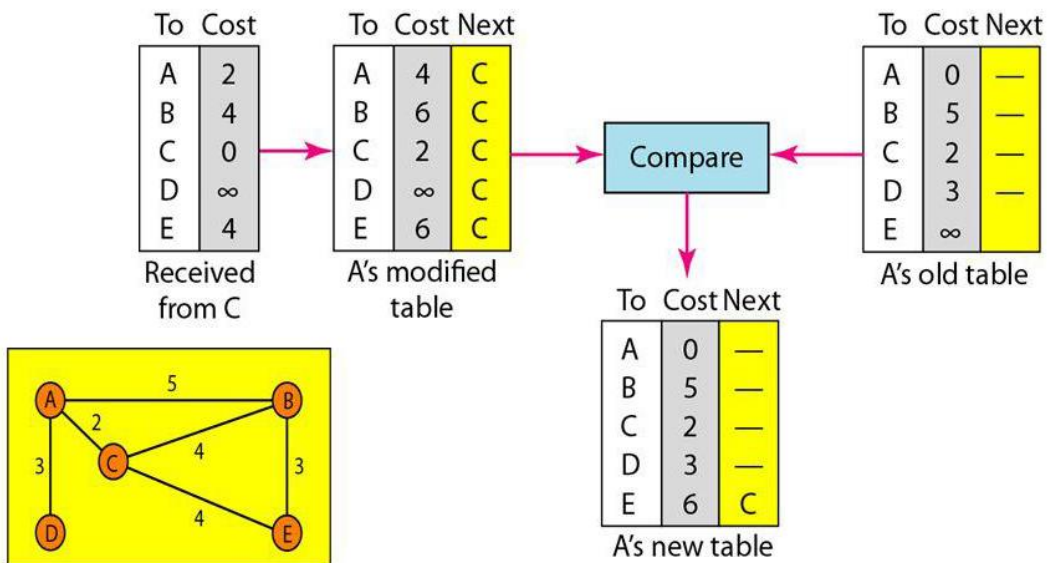 To Cost
A 2
B 4
C 0
D ∞
E 4
Received
from C
To Cost Next
A 4 C
B 6 C
C 2 C
D ∞ C
E 6 C
A's modified
table
Compare
To Cost Next
A 0 —
B 5 —
C 2 —
D 3 —
E ∞
A's old table
To Cost Next
A 0 —
B 5 —
C 2 —
D 3 —
E 6 C
A's new table
A 5 B
2
3 C 4 3
4
D E